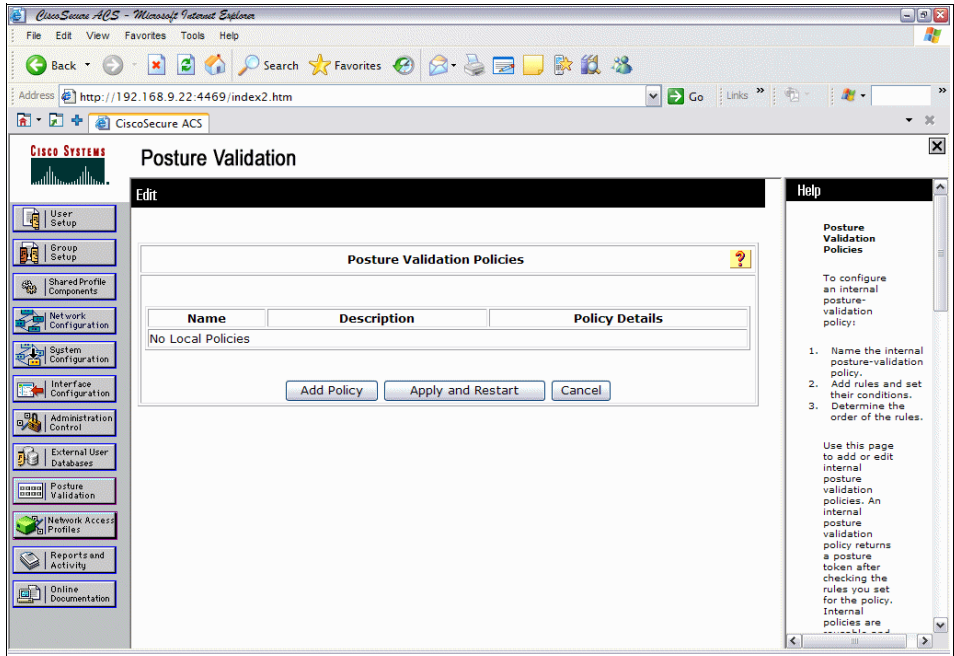 CiscoSecure ACS - Microsoft Internet Explorer
File Edit View Favorites Tools Help
Back Search Favorites
Address http://192.168.9.22:4469/index2.htm Go Links »
CiscoSecure ACS
CISCO SYSTEMS
Posture Validation
Edit
User
Setup
Group
Setup
Shared Profile
Components
Network
Configuration
System
Configuration
Interface
Configuration
Administration
Control
External User
Databases
Posture
Validation
Network Access
Profiles
Reports and
Activity
Online
Documentation
Posture Validation Policies ?
Name Description Policy Details
No Local Policies
Add Policy Apply and Restart Cancel
Help
Posture
Validation
Policies
To configure
an internal
posture-
validation
policy:
1. Name the internal
posture-validation
policy.
2. Add rules and set
their conditions.
3. Determine the
order of the rules.
Use this page
to add or edit
internal
posture
validation
policies. An
internal
posture
validation
policy returns
a posture
token after
checking the
rules you set
for the policy.
Internal
policies are